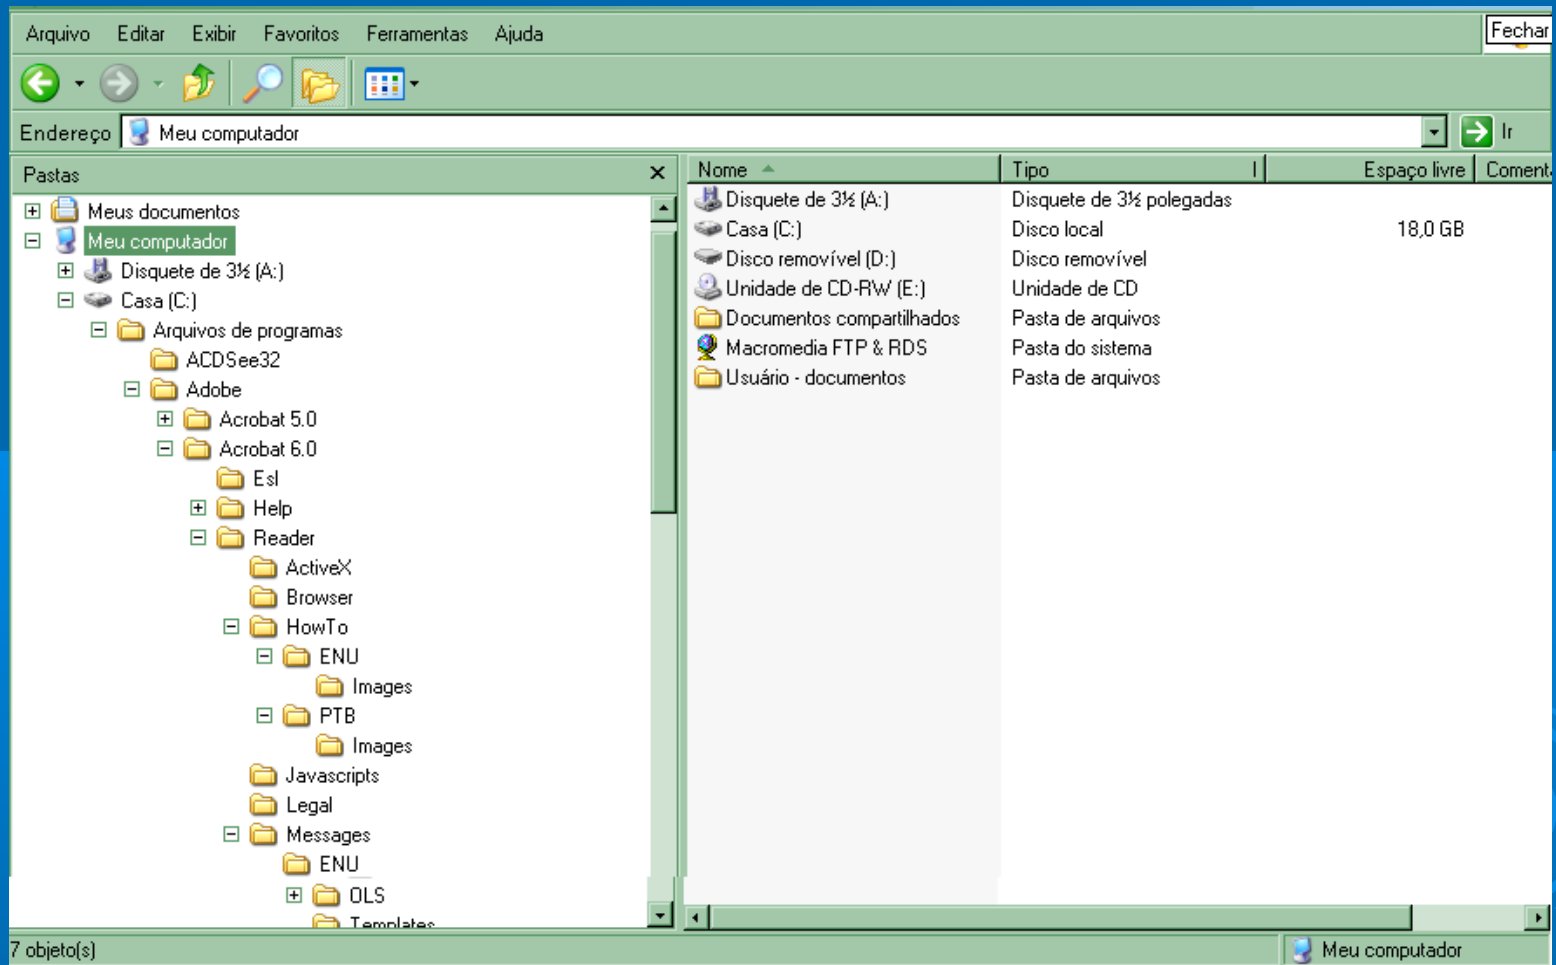 Arquivo Editar Exibir Favoritos Ferramentas Ajuda
Fechar
Endereço Meu computador Ir
Pastas
Meus documentos
Meu computador
Disquete de 3½ (A:)
Casa (C:)
Arquivos de programas
ACDSee32
Adobe
Acrobat 5.0
Acrobat 6.0
Esl
Help
Reader
ActiveX
Browser
HowTo
ENU
Images
PTB
Images
Javascripts
Legal
Messages
ENU
OLS
Templates
Nome Tipo Espaço livre Coment
Disquete de 3½ (A:) Disquete de 3½ polegadas
Casa (C:) Disco local 18,0 GB
Disco removível (D:) Disco removível
Unidade de CD-RW (E:) Unidade de CD
Documentos compartilhados Pasta de arquivos
Macromedia FTP & RDS Pasta do sistema
Usuário - documentos Pasta de arquivos
7 objeto(s) Meu computador